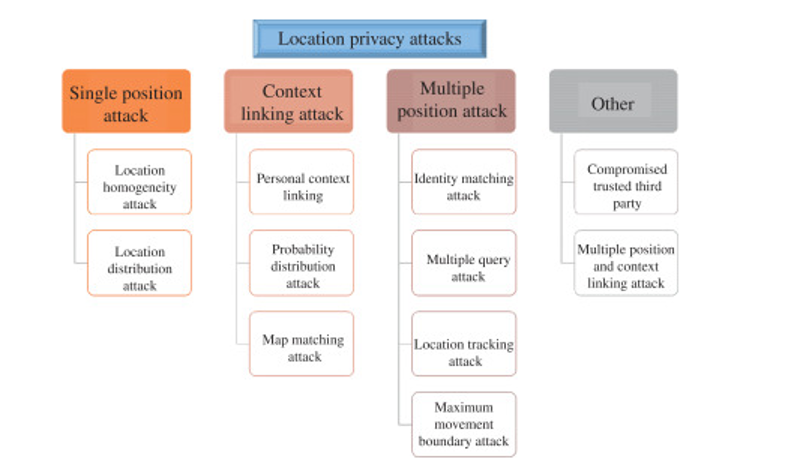 Location privacy attacks
Single position
attack
Location
homogeneity
attack
Location
distribution
attack
Context
linking attack
Personal context
linking
Probability
distribution
attack
Map matching
attack
Multiple
position attack
Identity matching
attack
Multiple query
attack
Location tracking
attack
Maximum
movement
boundary attack
Other
Compromised
trusted third
party
Multiple position
and context
linking attack